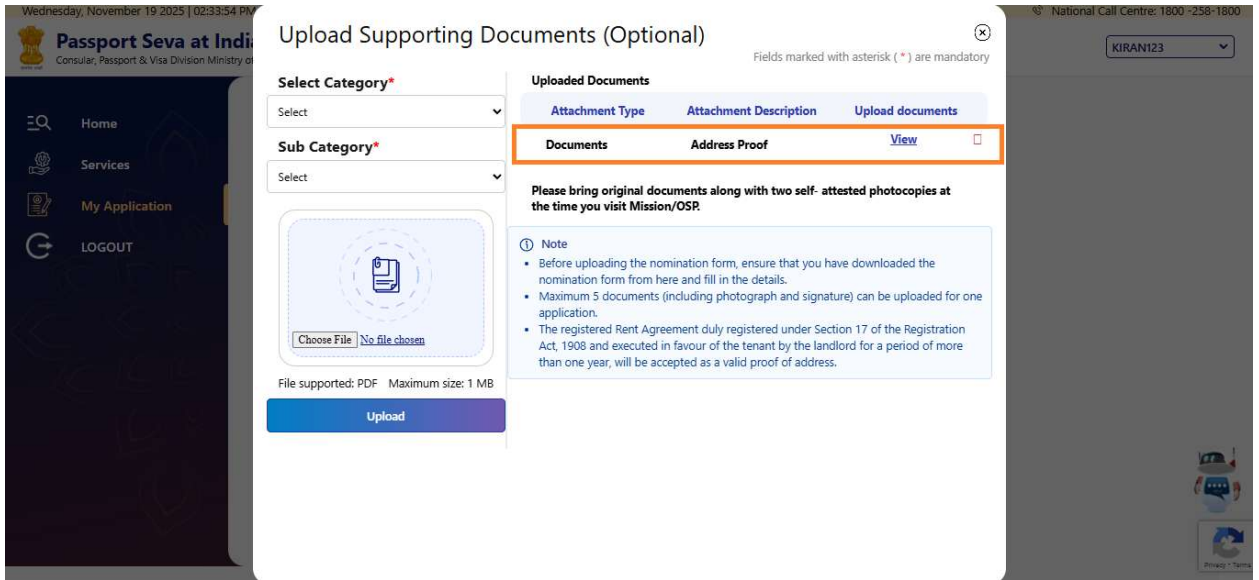 Wednesday, November 19 2025 | 02:33:54 PM
National Call Centre: 1800 -258-1800
Passport Seva at Indi
Consular, Passport & Visa Division Ministry of
KIRAN123
Home
Services
My Application
LOGOUT
Upload Supporting Documents (Optional)
Fields marked with asterisk ( * ) are mandatory
Select Category*
Select
Sub Category*
Select
Choose File No file chosen
File supported: PDF Maximum size: 1 MB
Upload
Uploaded Documents
Attachment Type Attachment Description Upload documents
Documents Address Proof View
Please bring original documents along with two self- attested photocopies at
the time you visit Mission/OSP.
Note
• Before uploading the nomination form, ensure that you have downloaded the
nomination form from here and fill in the details.
• Maximum 5 documents (including photograph and signature) can be uploaded for one
application.
• The registered Rent Agreement duly registered under Section 17 of the Registration
Act, 1908 and executed in favour of the tenant by the landlord for a period of more
than one year, will be accepted as a valid proof of address.
Privacy - Terms